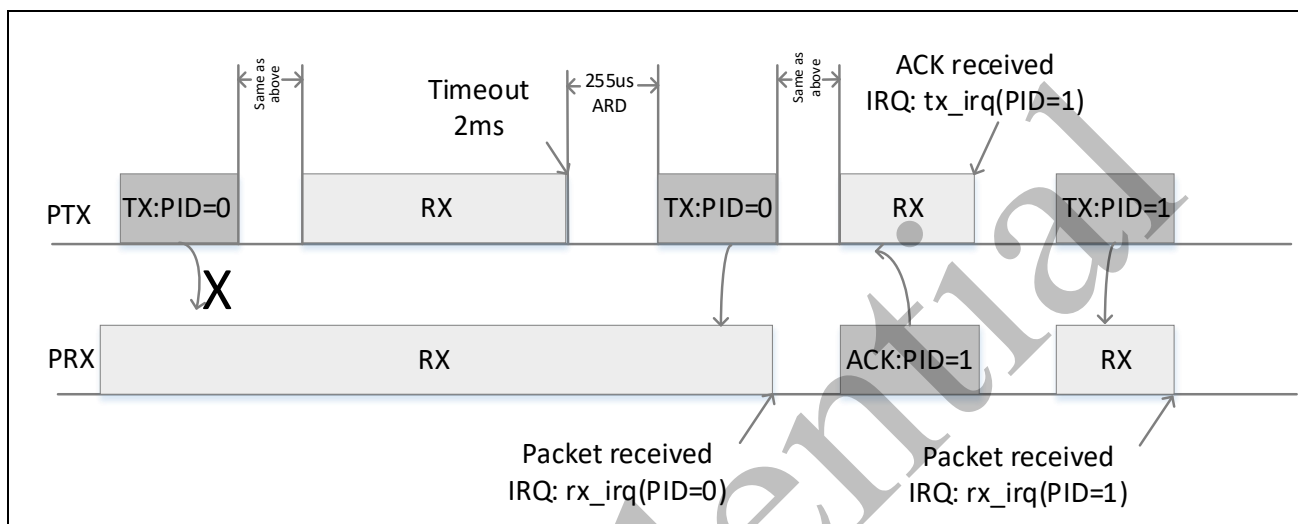 Same as
above
Timeout
2ms
255us
ARD
Same as
above
ACK received
IRQ: tx_irq(PID=1)
PTX
TX:PID=0
RX
TX:PID=0
RX
TX:PID=1
X
PRX
RX
ACK:PID=1
RX
Packet received
IRQ: rx_irq(PID=0)
Packet received
IRQ: rx_irq(PID=1)
ential